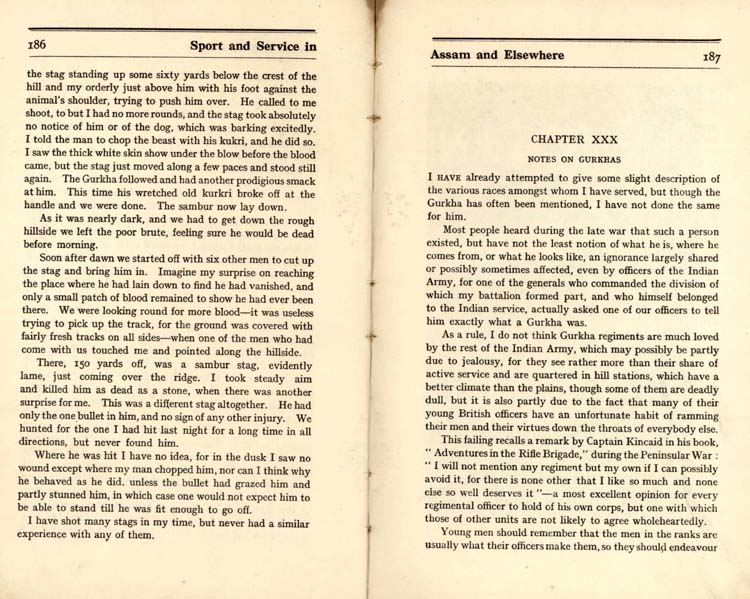 186 Sport and Service in
the stag standing up some sixty yards below the crest of the
hill and my orderly just above him with his foot against the
animal's shoulder, trying to push him over. He called to me
shoot, to but I had no more rounds, and the stag took absolutely
no notice of him or of the dog, which was barking excitedly.
I told the man to chop the beast with his kukri, and he did so.
I saw the thick white skin show under the blow before the blood
came, but the stag just moved along a few paces and stood still
again. The Gurkha followed and had another prodigious smack
at him. This time his wretched old kurkri broke off at the
handle and we were done. The sambur now lay down.
As it was nearly dark, and we had to get down the rough
hillside we left the poor brute, feeling sure he would be dead
before morning.
Soon after dawn we started off with six other men to cut up
the stag and bring him in. Imagine my surprise on reaching
the place where he had lain down to find he had vanished, and
only a small patch of blood remained to show he had ever been
there. We were looking round for more blood—it was useless
trying to pick up the track, for the ground was covered with
fairly fresh tracks on all sides—when one of the men who had
come with us touched me and pointed along the hillside.
There, 150 yards off, was a sambur stag, evidently
lame, just coming over the ridge. I took steady aim
and killed him as dead as a stone, when there was another
surprise for me. This was a different stag altogether. He had
only the one bullet in him, and no sign of any other injury. We
hunted for the one I had hit last night for a long time in all
directions, but never found him.
Where he was hit I have no idea, for in the dusk I saw no
wound except where my man chopped him, nor can I think why
he behaved as he did. unless the bullet had grazed him and
partly stunned him, in which case one would not expect him to
be able to stand till he was fit enough to go off.
I have shot many stags in my time, but never had a similar
experience with any of them.
Assam and Elsewhere 187
CHAPTER XXX
NOTES ON GURKHAS
I HAVE already attempted to give some slight description of
the various races amongst whom I have served, but though the
Gurkha has often been mentioned, I have not done the same
for him.
Most people heard during the late war that such a person
existed, but have not the least notion of what he is, where he
comes from, or what he looks like, an ignorance largely shared
or possibly sometimes affected, even by officers of the Indian
Army, for one of the generals who commanded the division of
which my battalion formed part, and who himself belonged
to the Indian service, actually asked one of our officers to tell
him exactly what a Gurkha was.
As a rule, I do not think Gurkha regiments are much loved
by the rest of the Indian Army, which may possibly be partly
due to jealousy, for they see rather more than their share of
active service and are quartered in hill stations, which have a
better climate than the plains, though some of them are deadly
dull, but it is also partly due to the fact that many of their
young British officers have an unfortunate habit of ramming
their men and their virtues down the throats of everybody else.
This failing recalls a remark by Captain Kincaid in his book,
" Adventures in the Rifle Brigade," during the Peninsular War :
" I will not mention any regiment but my own if I can possibly
avoid it, for there is none other that I like so much and none
else so well deserves it "—a most excellent opinion for every
regimental officer to hold of his own corps, but one with which
those of other units are not likely to agree wholeheartedly.
Young men should remember that the men in the ranks are
usually what their officers make them, so they should endeavour